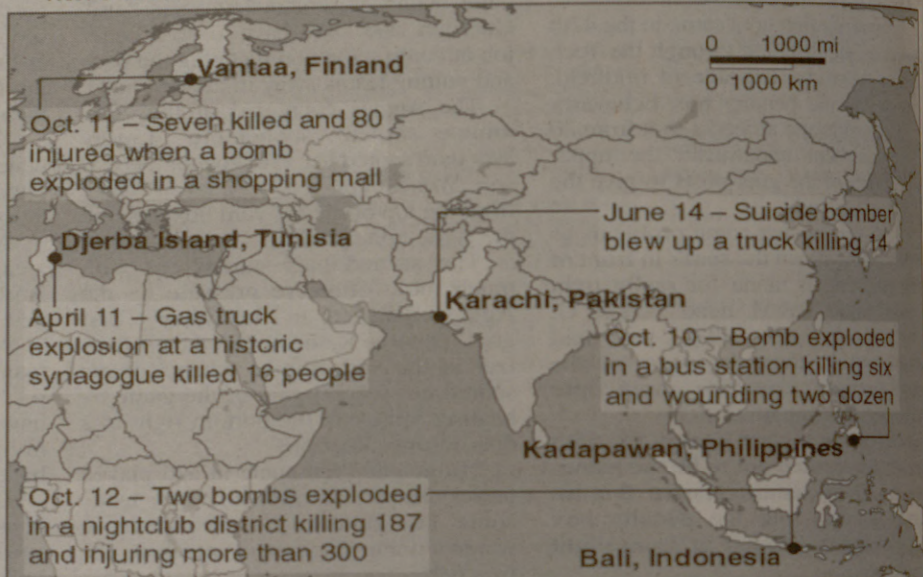 0 1000 mi
0 1000 km
Vantaa, Finland
Oct. 11 – Seven killed and 80
injured when a bomb
exploded in a shopping mall
June 14 – Suicide bomber
blew up a truck killing 14
Djerba Island, Tunisia
Karachi, Pakistan
April 11 – Gas truck
explosion at a historic
synagogue killed 16 people
Oct. 10 – Bomb exploded
in a bus station killing six
and wounding two dozen
Kadapawan, Philippines
Oct. 12 – Two bombs exploded
in a nightclub district killing 187
and injuring more than 300
Bali, Indonesia